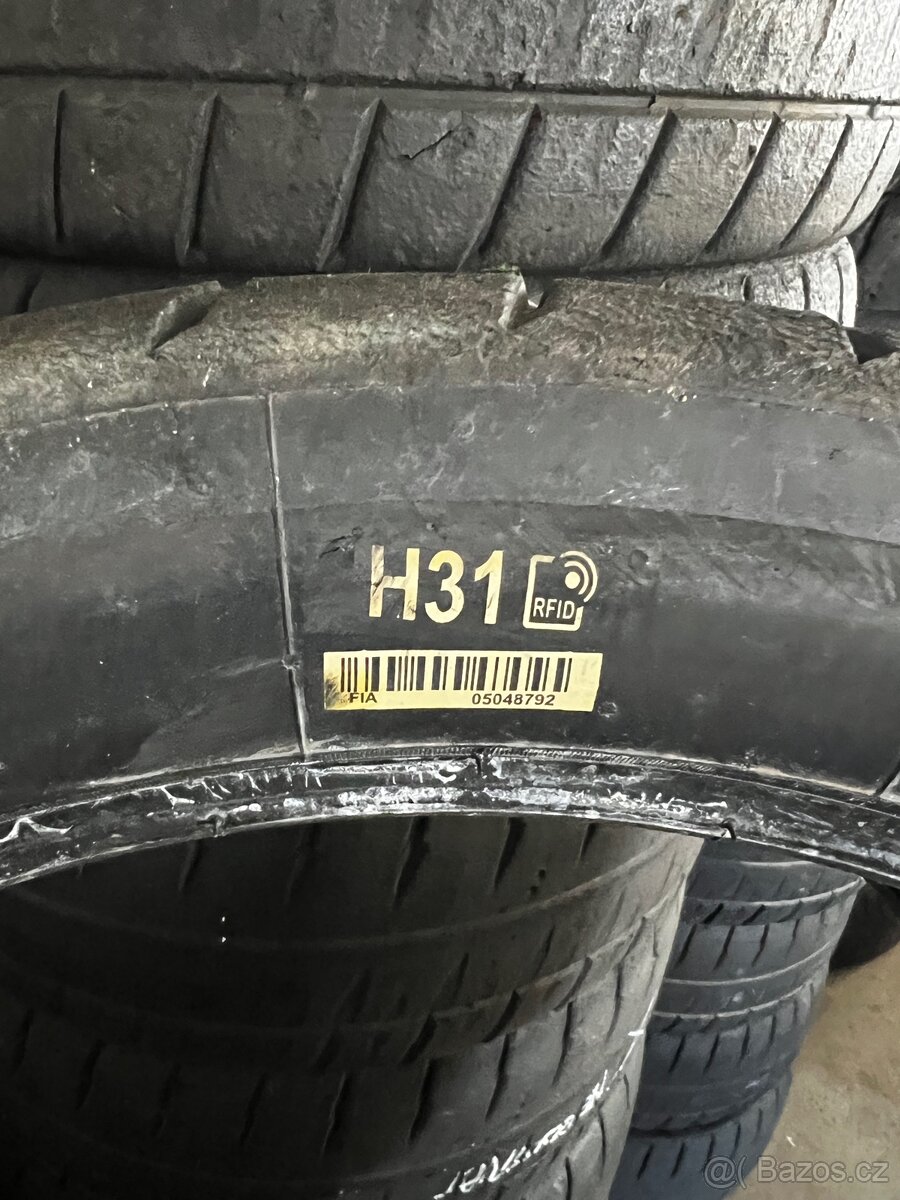 H31 RFID
FIA 05048792
@( Bazos.cz